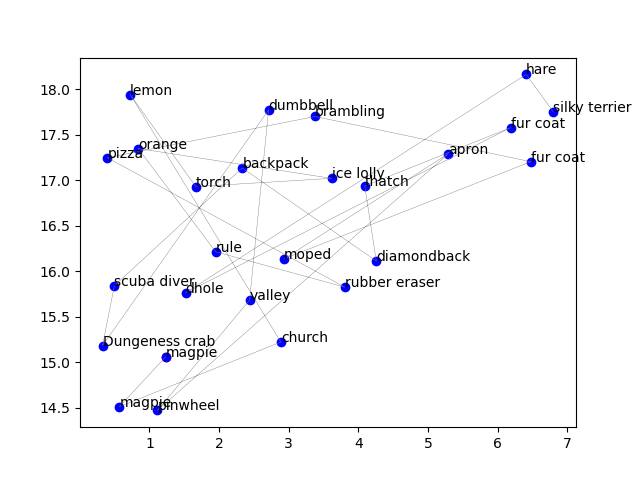 hare
lemon
silky terrier
dumbbell
brambling
18.0
fur coat
17.5
orange
apron
pizza
fur coat
backpack
ice lolly
17.0
torch
thatch
16.5
rule
moped
diamondback
16.0
scuba diver
rubber eraser
dhole
valley
15.5
Dungeness crab
church
15.0
magpie
14.5
magpie
pinwheel
1 2 3 4 5 6 7